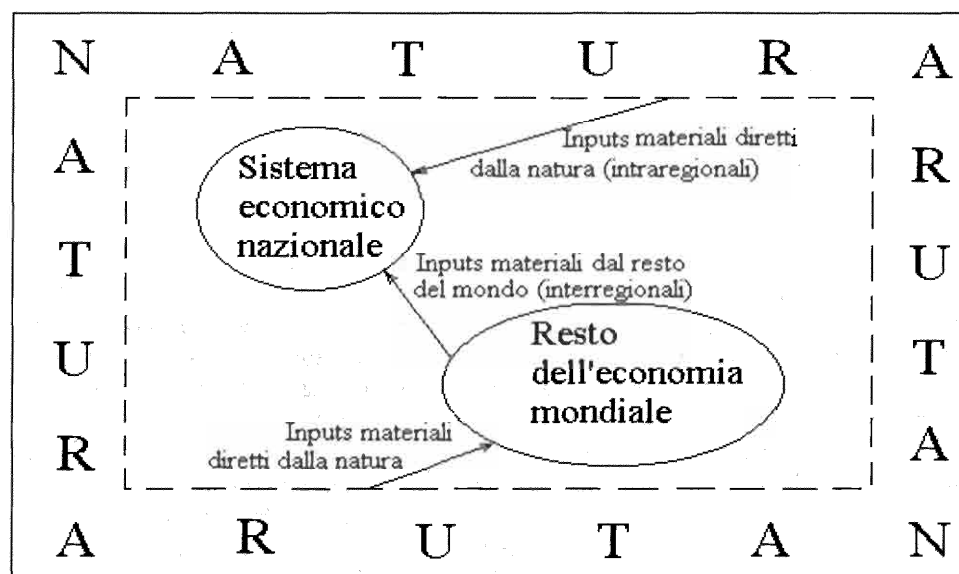 N A T U R A
A
T
U
R
A
R
U
T
A
N
A R U T A
Inputs materiali diretti
dalla natura (intraregionali)
Sistema
economico
nazionale
Inputs materiali dal resto
del mondo (interregionali)
Resto
dell'economia
mondiale
Inputs materiali
diretti dalla natura